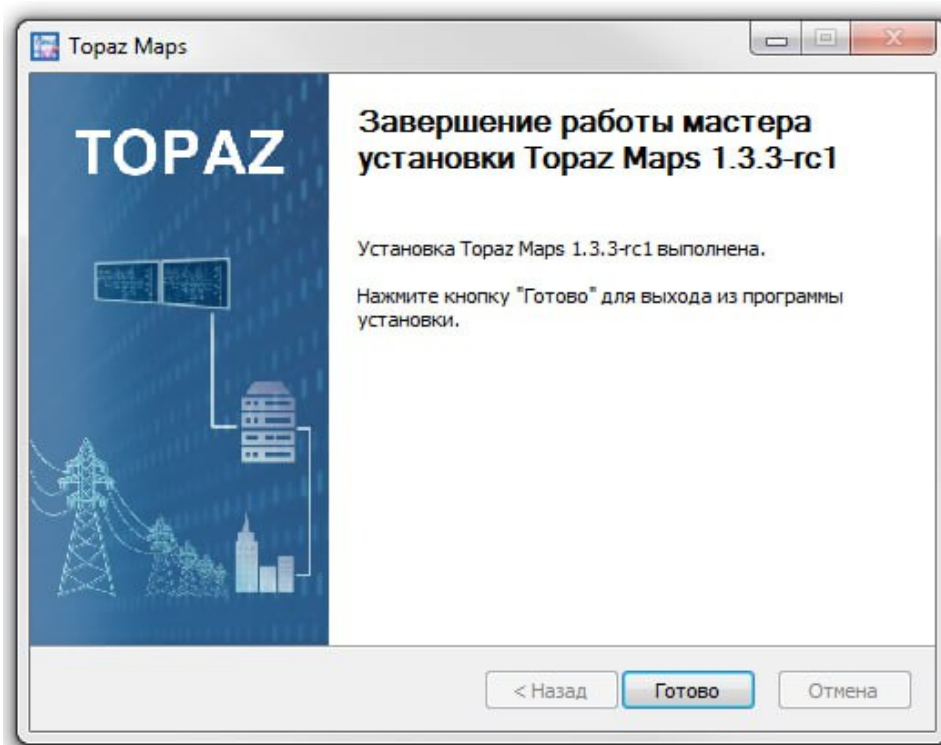 Topaz Maps
TOPAZ
Завершение работы мастера
установки Topaz Maps 1.3.3-rc1
Установка Topaz Maps 1.3.3-rc1 выполнена.
Нажмите кнопку "Готово" для выхода из программы
установки.
< Назад
Готово
Отмена